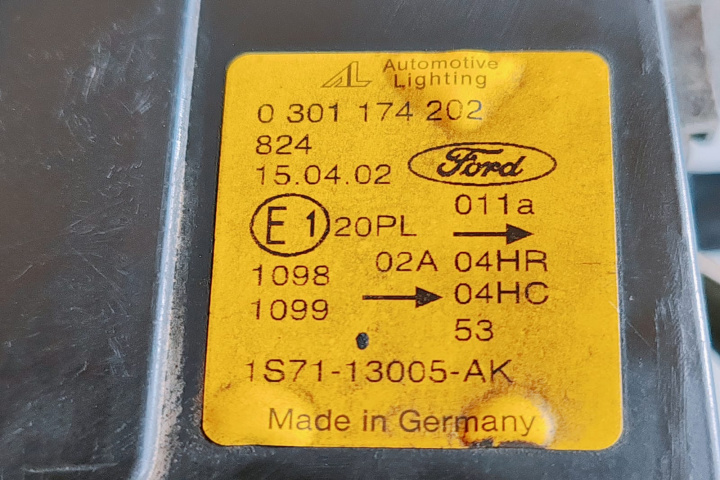 AL Automotive
Lighting
0 301 174 202
824
15.04.02
Ford
011a
E1 20PL
02A 04HR
1098
04HC
1099
53
1S71-13005-AK
Made in Germany